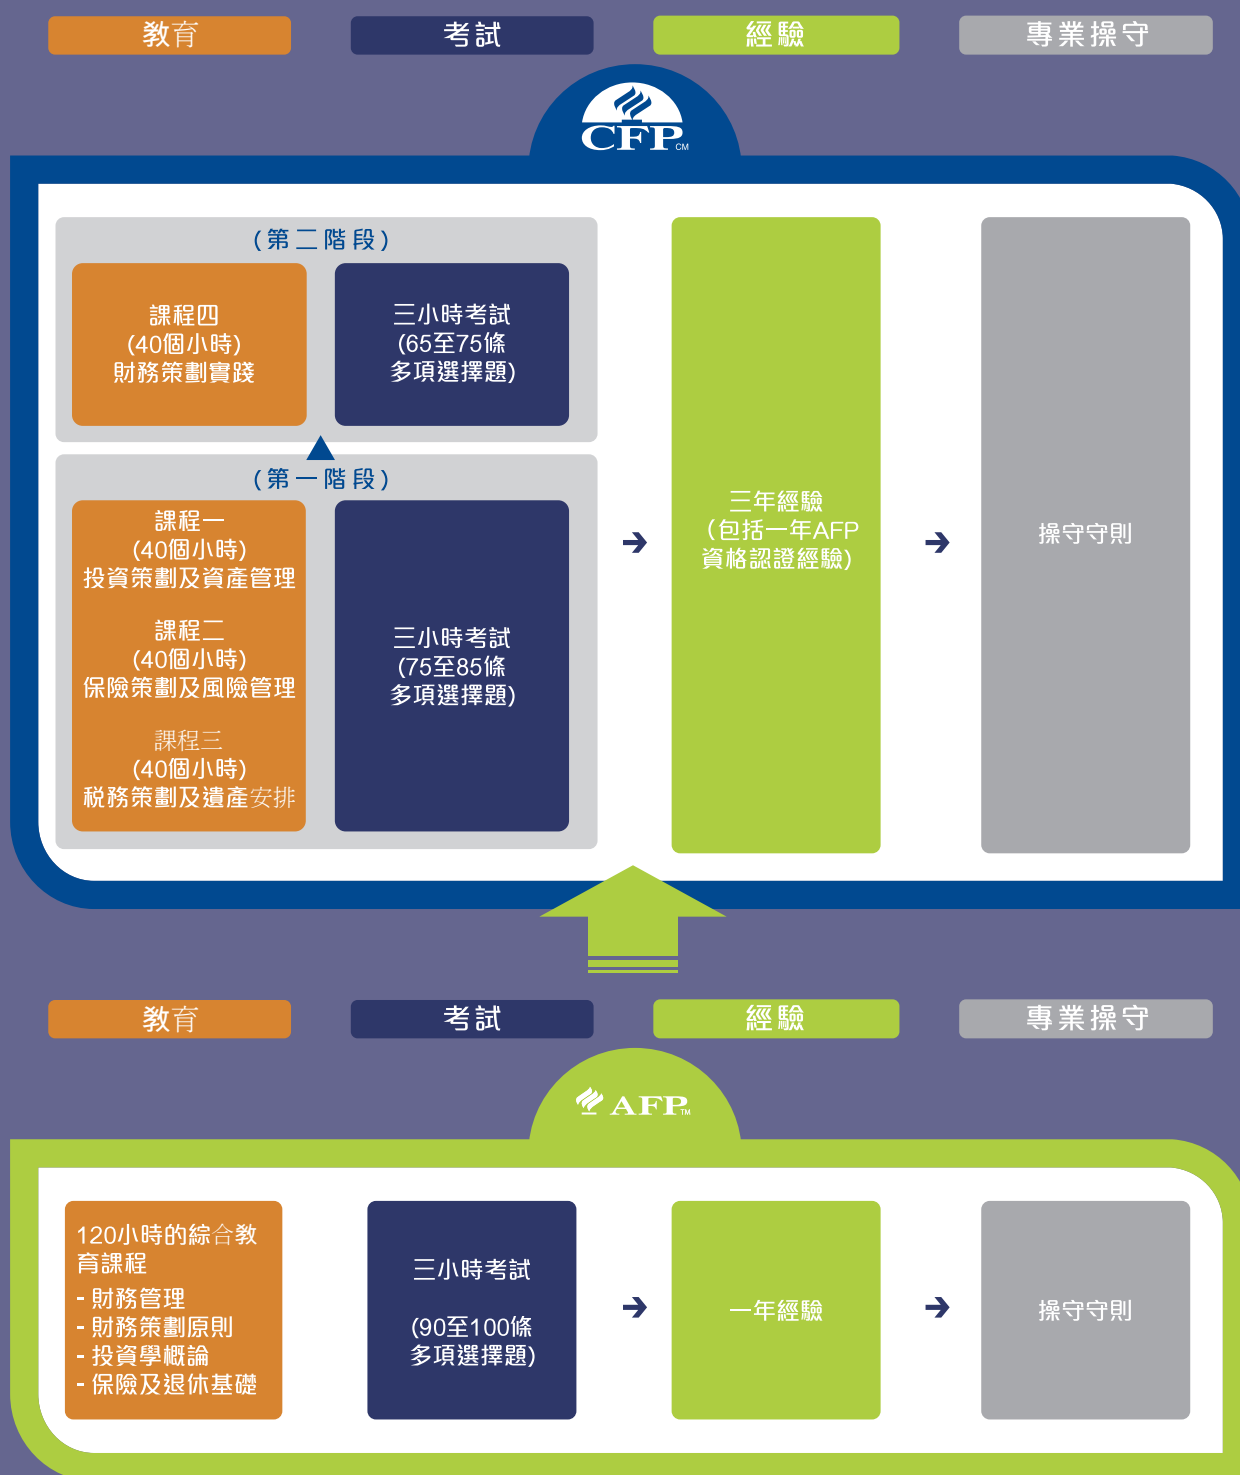 教育
考試
經驗
專業操守
CFP CM
(第二階段)
課程四
(40個小時)
財務策劃實踐
三小時考試
(65至75條
多項選擇題)
(第一階段)
課程一
(40個小時)
投資策劃及資產管理
課程二
(40個小時)
保險策劃及風險管理
課程三
(40個小時)
稅務策劃及遺產安排
三小時考試
(75至85條
多項選擇題)
三年經驗
(包括一年AFP
資格認證經驗)
操守守則
教育
考試
經驗
專業操守
AFP TM
120小時的綜合教
育課程
- 財務管理
- 財務策劃原則
- 投資學概論
- 保險及退休基礎
三小時考試
(90至100條
多項選擇題)
一年經驗
操守守則